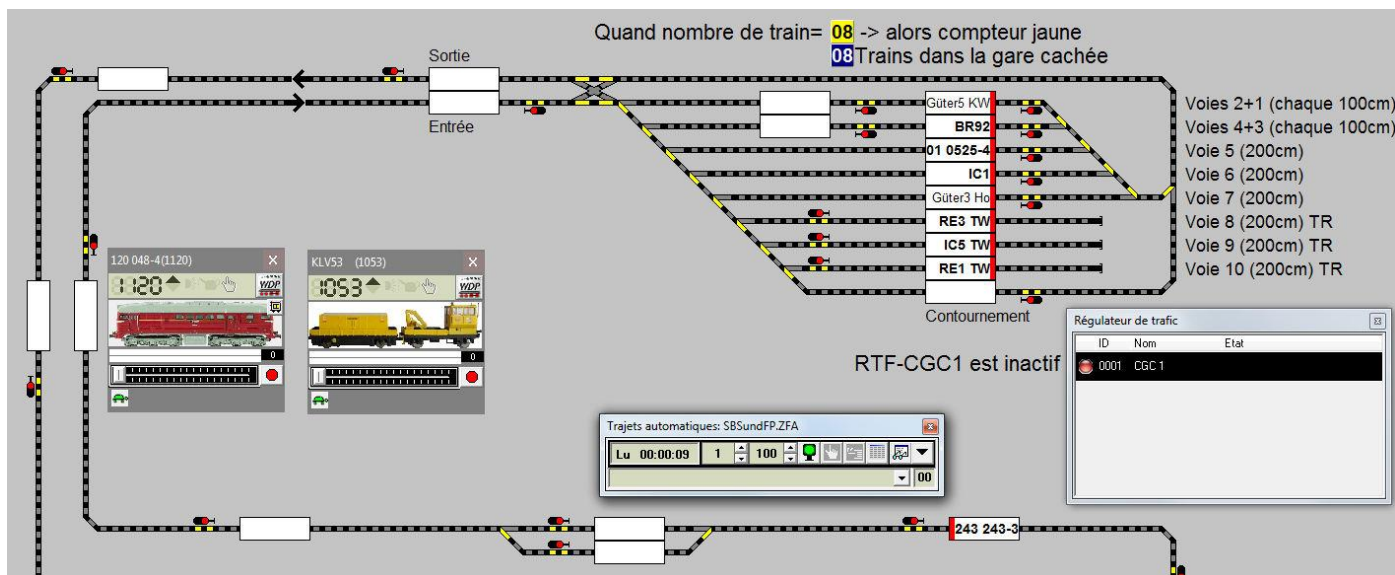 Quand nombre de train= 08 -> alors compteur jaune
08Trains dans la gare cachée
Sortie
Entrée
Güter5 KW
BR92
01 0525-4
IC1
Güter3 Ho
RE3 TW
IC5 TW
RE1 TW
Contournement
Voies 2+1 (chaque 100cm)
Voies 4+3 (chaque 100cm)
Voie 5 (200cm)
Voie 6 (200cm)
Voie 7 (200cm)
Voie 8 (200cm) TR
Voie 9 (200cm) TR
Voie 10 (200cm) TR
120 048-4(1120)
1120
WDP
0
KLV53 (1053)
1053
WDP
0
RTF-CGC1 est inactif
Régulateur de trafic
ID Nom Etat
0001 CGC 1
Trajets automatiques: SBSundFP.ZFA
Lu 00:00:09 1 100
00
243 243-3